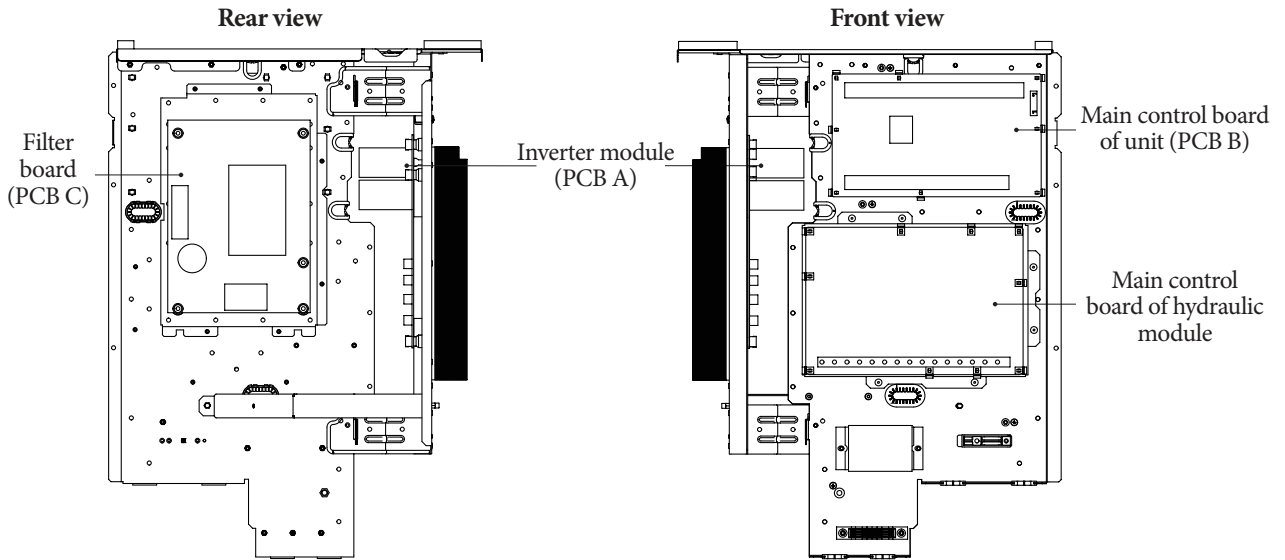 Rear view
Front view
Filter
board
(PCB C)
Inverter module
(PCB A)
Main control board
of unit (PCB B)
Main control
board of hydraulic
module